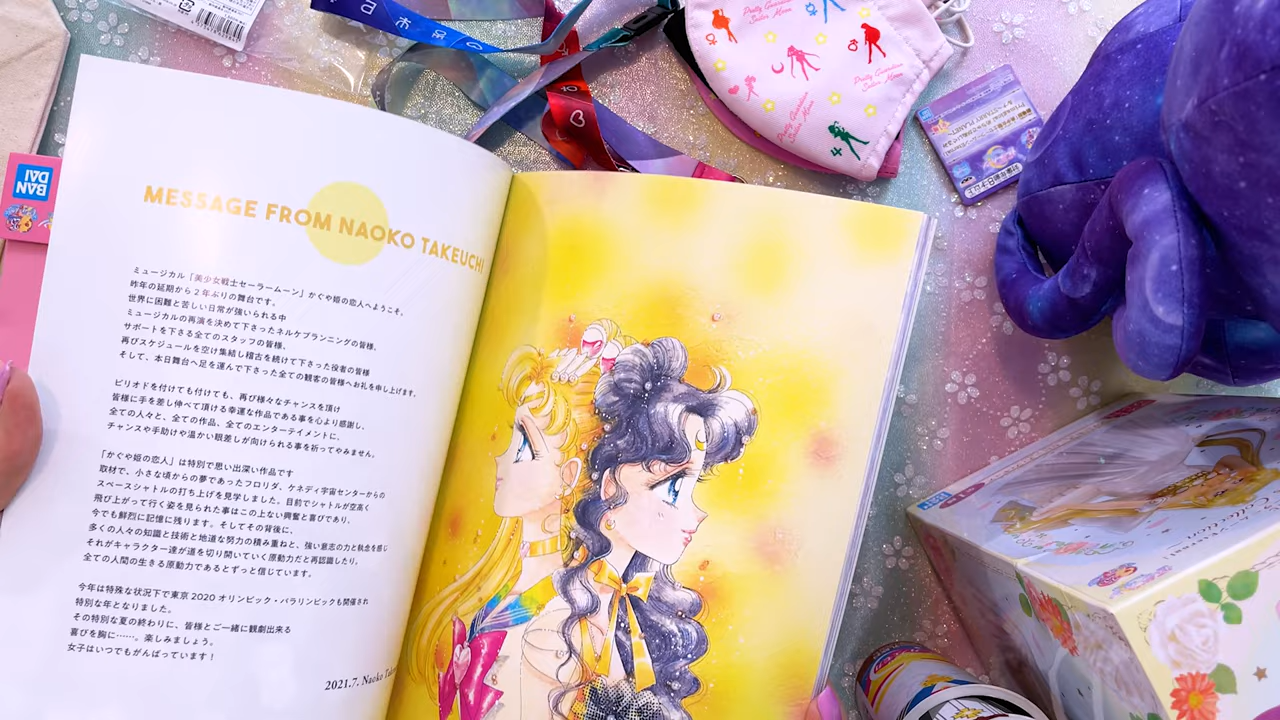 MESSAGE FROM NAOKO TAKEUCHI
ミュージカル「美少女戦士セーラームーン」かぐや姫の恋人へようこそ。
昨年の延期から2年ぶりの舞台です。
世界に困難と苦しい日常が強いられる中
ミュージカルの再演を決めて下さったネルケプランニングの皆様、
サポートを下さる全てのスタッフの皆様、
再びスケジュールを空け集結し稽古を続けて下さった役者の皆様
そして、本日舞台へ足を運んで下さった全ての観客の皆様へお礼を申し上げます。
ピリオドを付けても付けても、再び様々なチャンスを頂け
皆様に手を差し伸べて頂ける幸運な作品である事を心より感謝し、
全ての人々と、全ての作品、全てのエンターテイメントに、
チャンスや手助けや温かい眼差しが向けられる事を祈ってやみません。
「かぐや姫の恋人」は特別で思い出深い作品です
取材で、小さな頃からの夢であったフロリダ、ケネディ宇宙センターからの
スペースシャトルの打ち上げを見学しました。目前でシャトルが空高く
飛び上がって行く姿を見られた事はこの上ない興奮と喜びであり、
今でも鮮烈に記憶に残ります。そしてその背後に、
多くの人々の知識と技術と地道な努力の積み重ねと、強い意志の力と執念を感じ
それがキャラクター達が道を切り開いていく原動力だと再認識したり、
全ての人間の生きる原動力であるとずっと信じています。
今年は特殊な状況下で東京2020オリンピック・パラリンピックも開催され
特別な年となりました。
その特別な夏の終わりに、皆様とご一緒に観劇出来る
喜びを胸に……。楽しみましょう。
女子はいつでもがんばっています！
2021.7. Naoko
BAN
DAI
Pretty Guardian
Sailor Moon
Pretty Guardian
Sailor Moon
Pretty Guardian
Sailor Moon